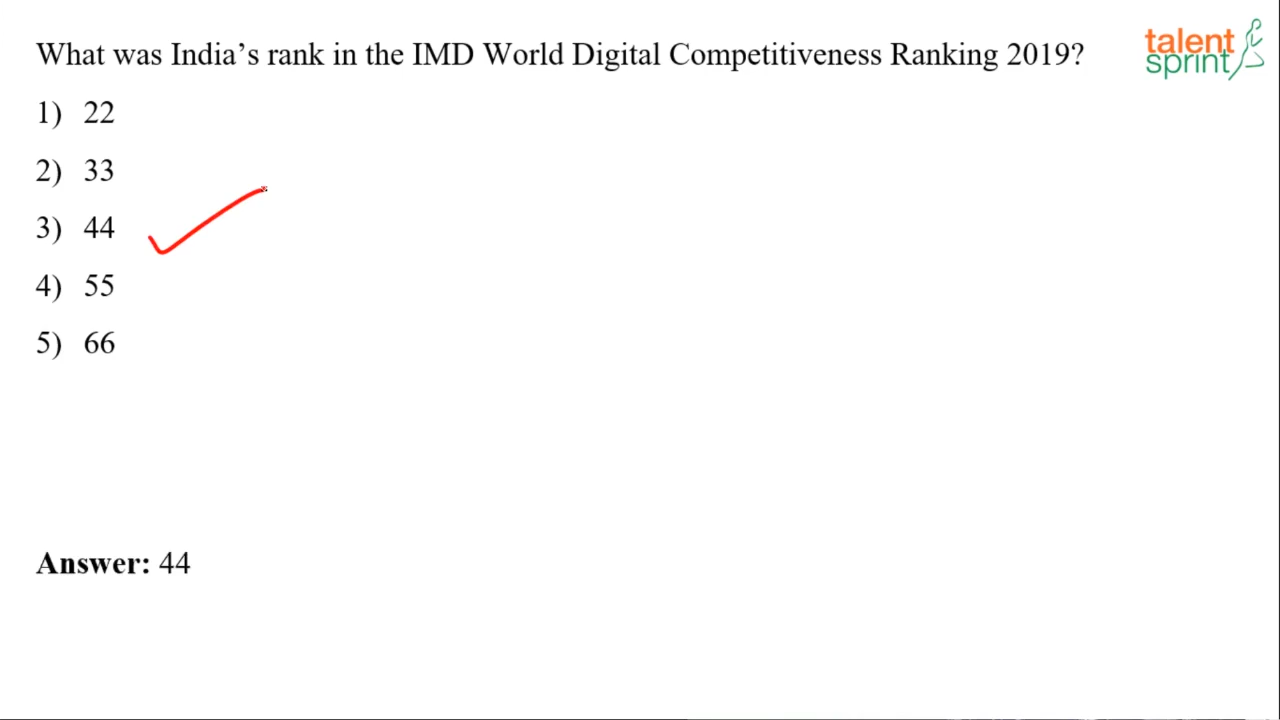 What was India’s rank in the IMD World Digital Competitiveness Ranking 2019?
talent
sprint
1) 22
2) 33
3) 44
4) 55
5) 66
Answer: 44